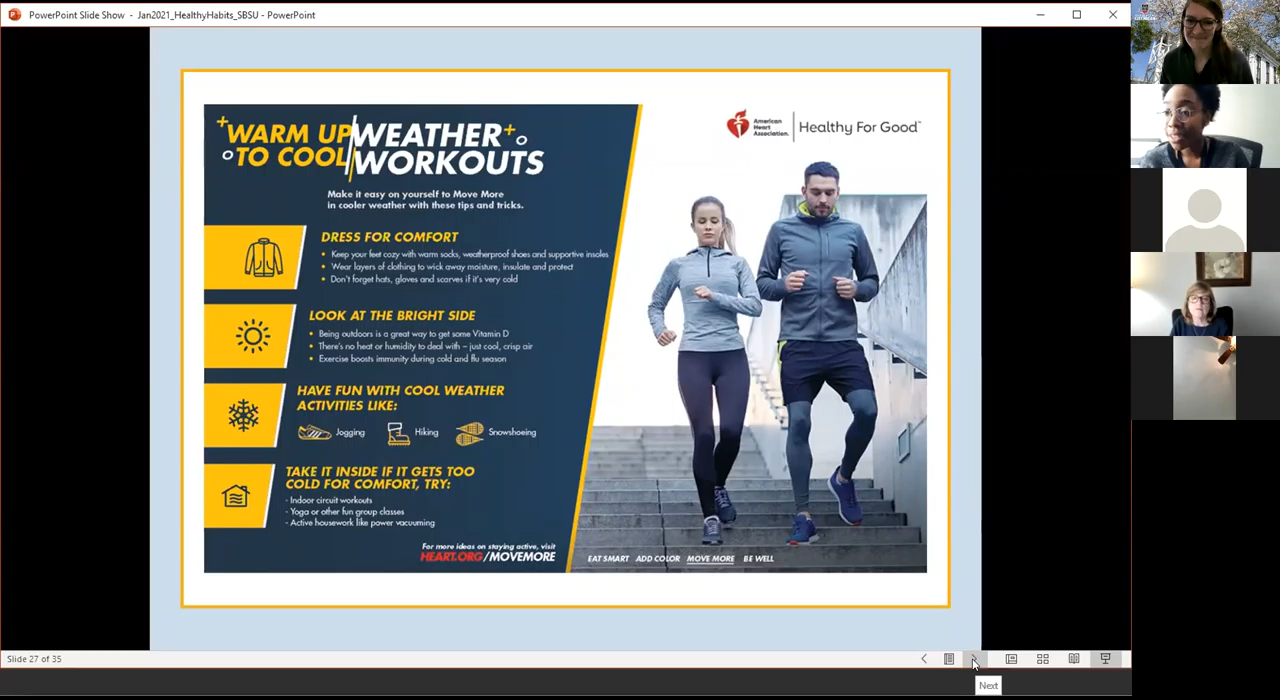 PowerPoint Slide Show - Jan2021_HealthyHabits_SBSU - PowerPoint
WARM UP WEATHER
TO COOL WORKOUTS
Make it easy on yourself to Move More
in cooler weather with these tips and tricks.
DRESS FOR COMFORT
• Keep your feet cozy with warm socks, weatherproof shoes and supportive insoles
• Wear layers of clothing to wick away moisture, insulate and protect
• Don't forget hats, gloves and scarves if it's very cold
LOOK AT THE BRIGHT SIDE
• Being outdoors is a great way to get some Vitamin D
• There's no heat or humidity to deal with – just cool, crisp air
• Exercise boosts immunity during cold and flu season
HAVE FUN WITH COOL WEATHER
ACTIVITIES LIKE:
Jogging Hiking Snowshoeing
TAKE IT INSIDE IF IT GETS TOO
COLD FOR COMFORT, TRY:
- Indoor circuit workouts
- Yoga or other fun group classes
- Active housework like power vacuuming
For more ideas on staying active, visit
HEART.ORG/MOVEMORE
American
Heart
Association.
Healthy For Good™
EAT SMART ADD COLOR MOVE MORE BE WELL
Slide 27 of 35
Next